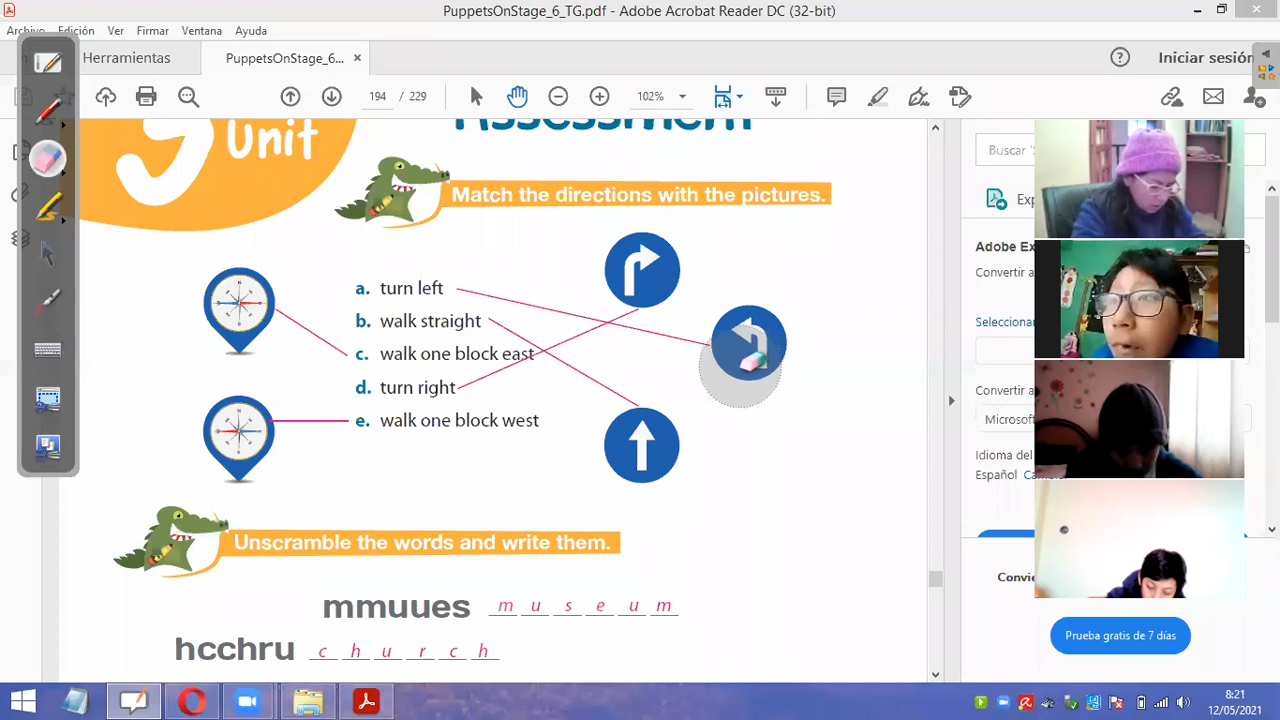 PuppetsOnStage_6_TG.pdf - Adobe Acrobat Reader DC (32-bit)
Archivo Edición Ver Firmar Ventana Ayuda
Herramientas PuppetsOnStage_6... × Iniciar sesión
194 / 229 102%
9 Unit
Assessment
Match the directions with the pictures.
a. turn left
b. walk straight
c. walk one block east
d. turn right
e. walk one block west
Unscramble the words and write them.
mmuues m u s e u m
hcchru c h u r c h
Buscar
Adobe
Convertir a
Seleccionar
Convertir a
Microsoft
Idioma del
Español
Prueba gratis de 7 días
8:21
12/05/2021